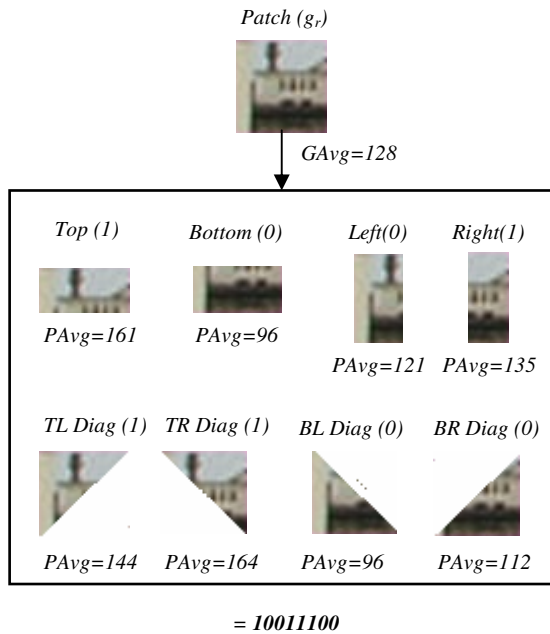 Patch (gr)
GAvg=128
Top (1) Bottom (0) Left(0) Right(1)
PAvg=161 PAvg=96
PAvg=121 PAvg=135
TL Diag (1) TR Diag (1) BL Diag (0) BR Diag (0)
PAvg=144 PAvg=164 PAvg=96 PAvg=112
= 10011100